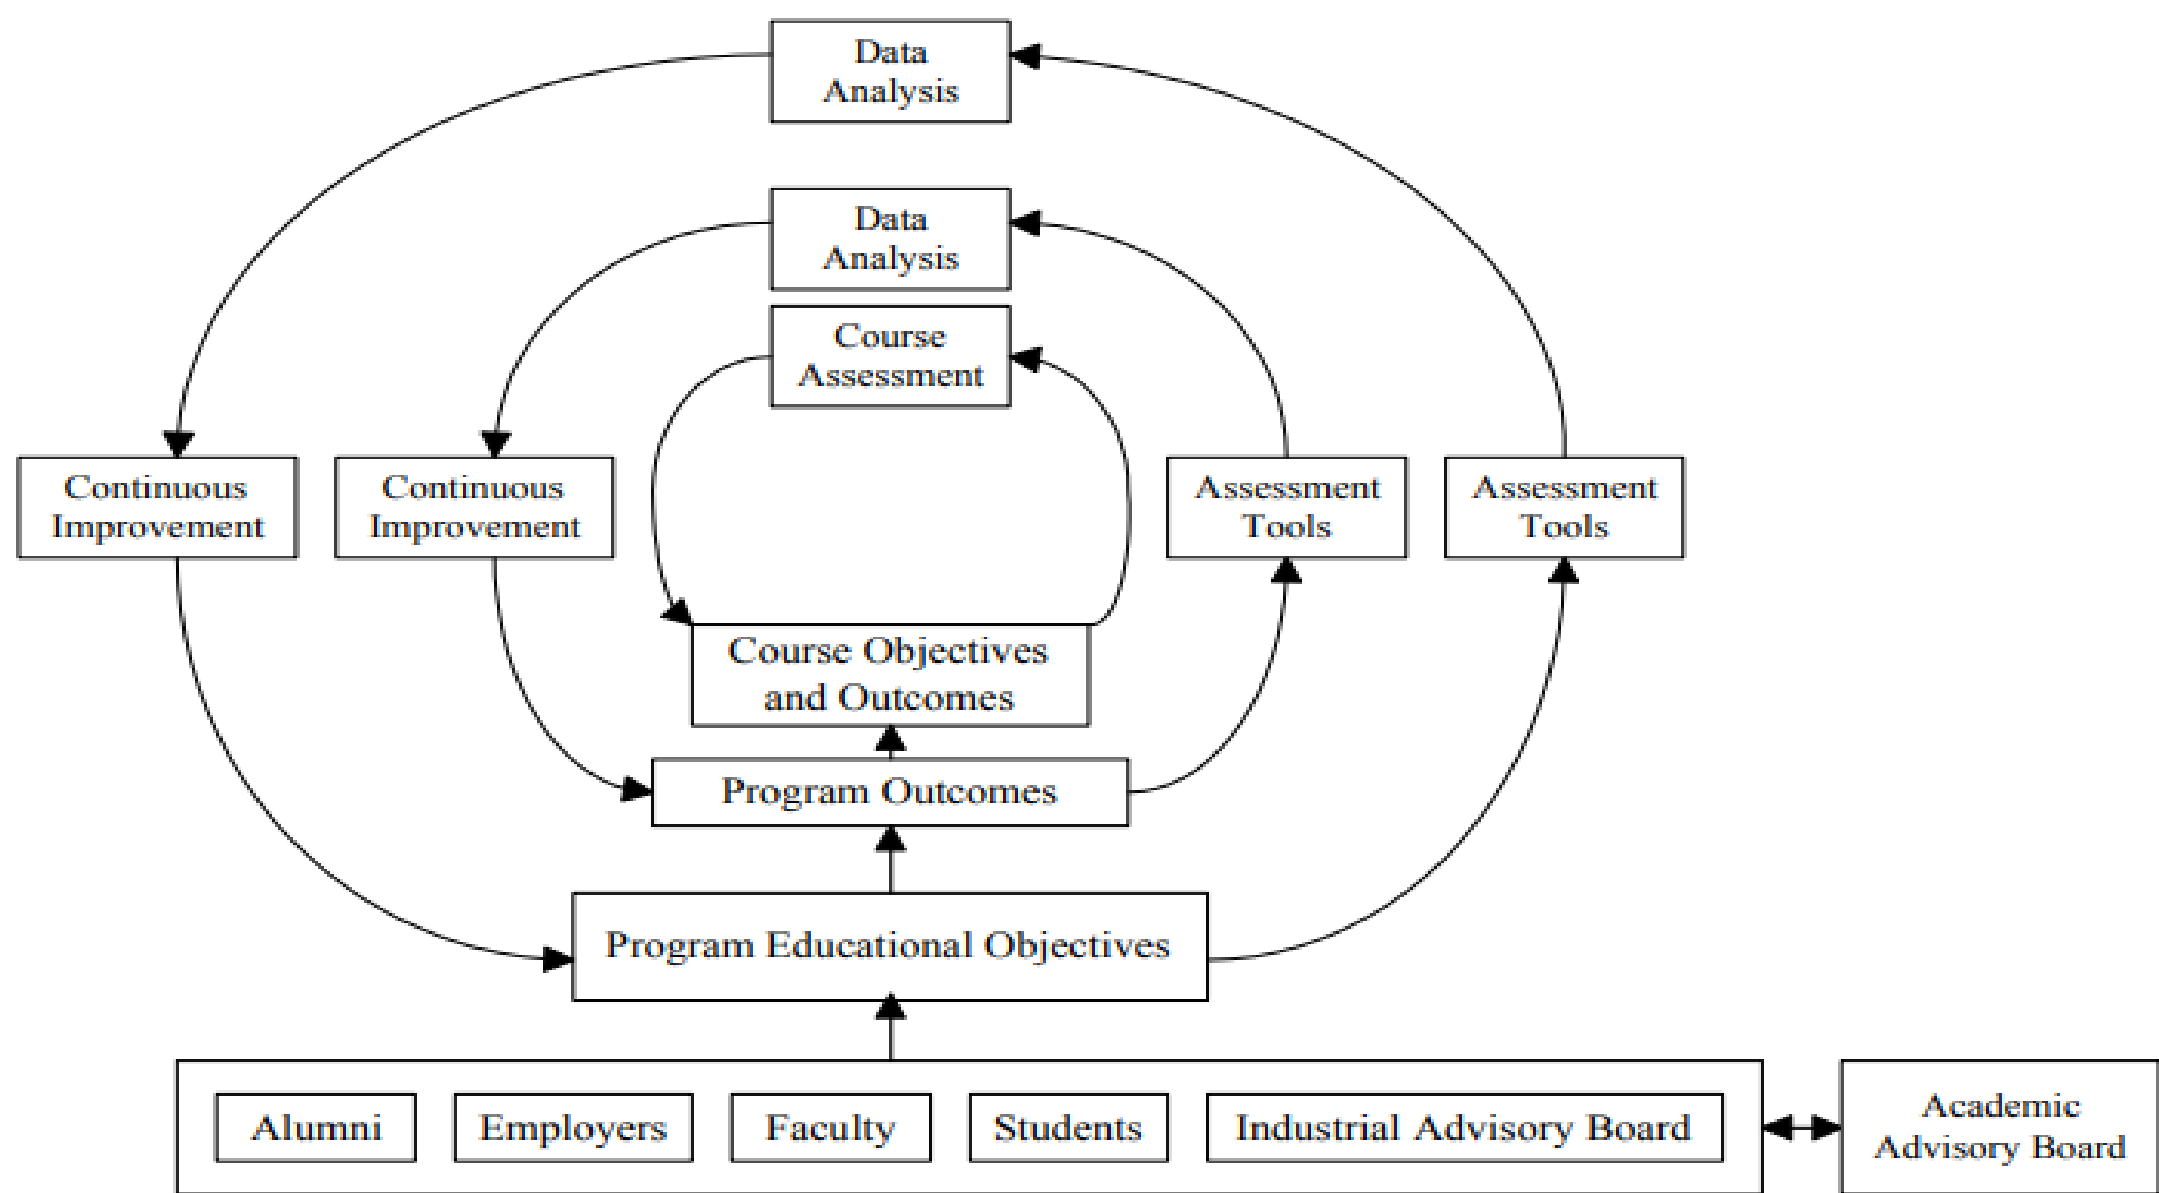 Data
Analysis
Data
Analysis
Course
Assessment
Continuous
Improvement
Continuous
Improvement
Assessment
Tools
Assessment
Tools
Course Objectives
and Outcomes
Program Outcomes
Program Educational Objectives
Alumni
Employers
Faculty
Students
Industrial Advisory Board
Academic
Advisory Board